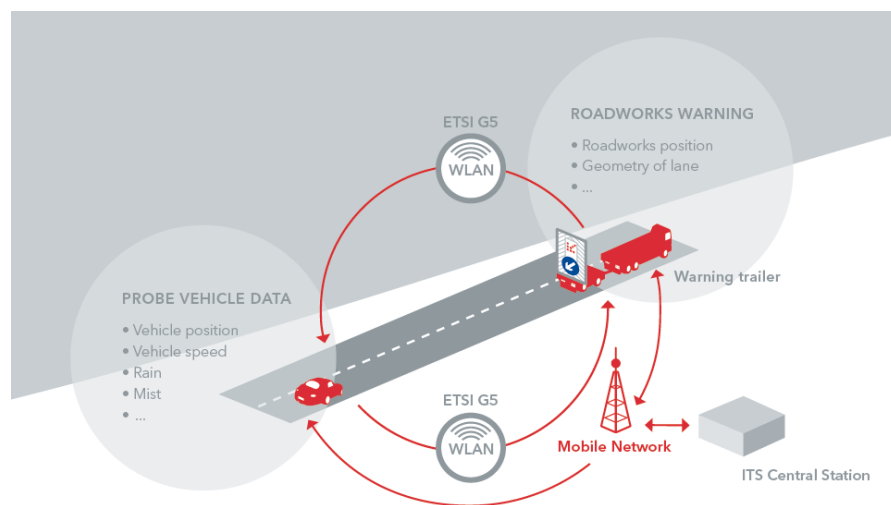 ETSI G5
WLAN
ROADWORKS WARNING
• Roadworks position
• Geometry of lane
• ...
Warning trailer
PROBE VEHICLE DATA
• Vehicle position
• Vehicle speed
• Rain
• Mist
• ...
ETSI G5
WLAN
Mobile Network
ITS Central Station